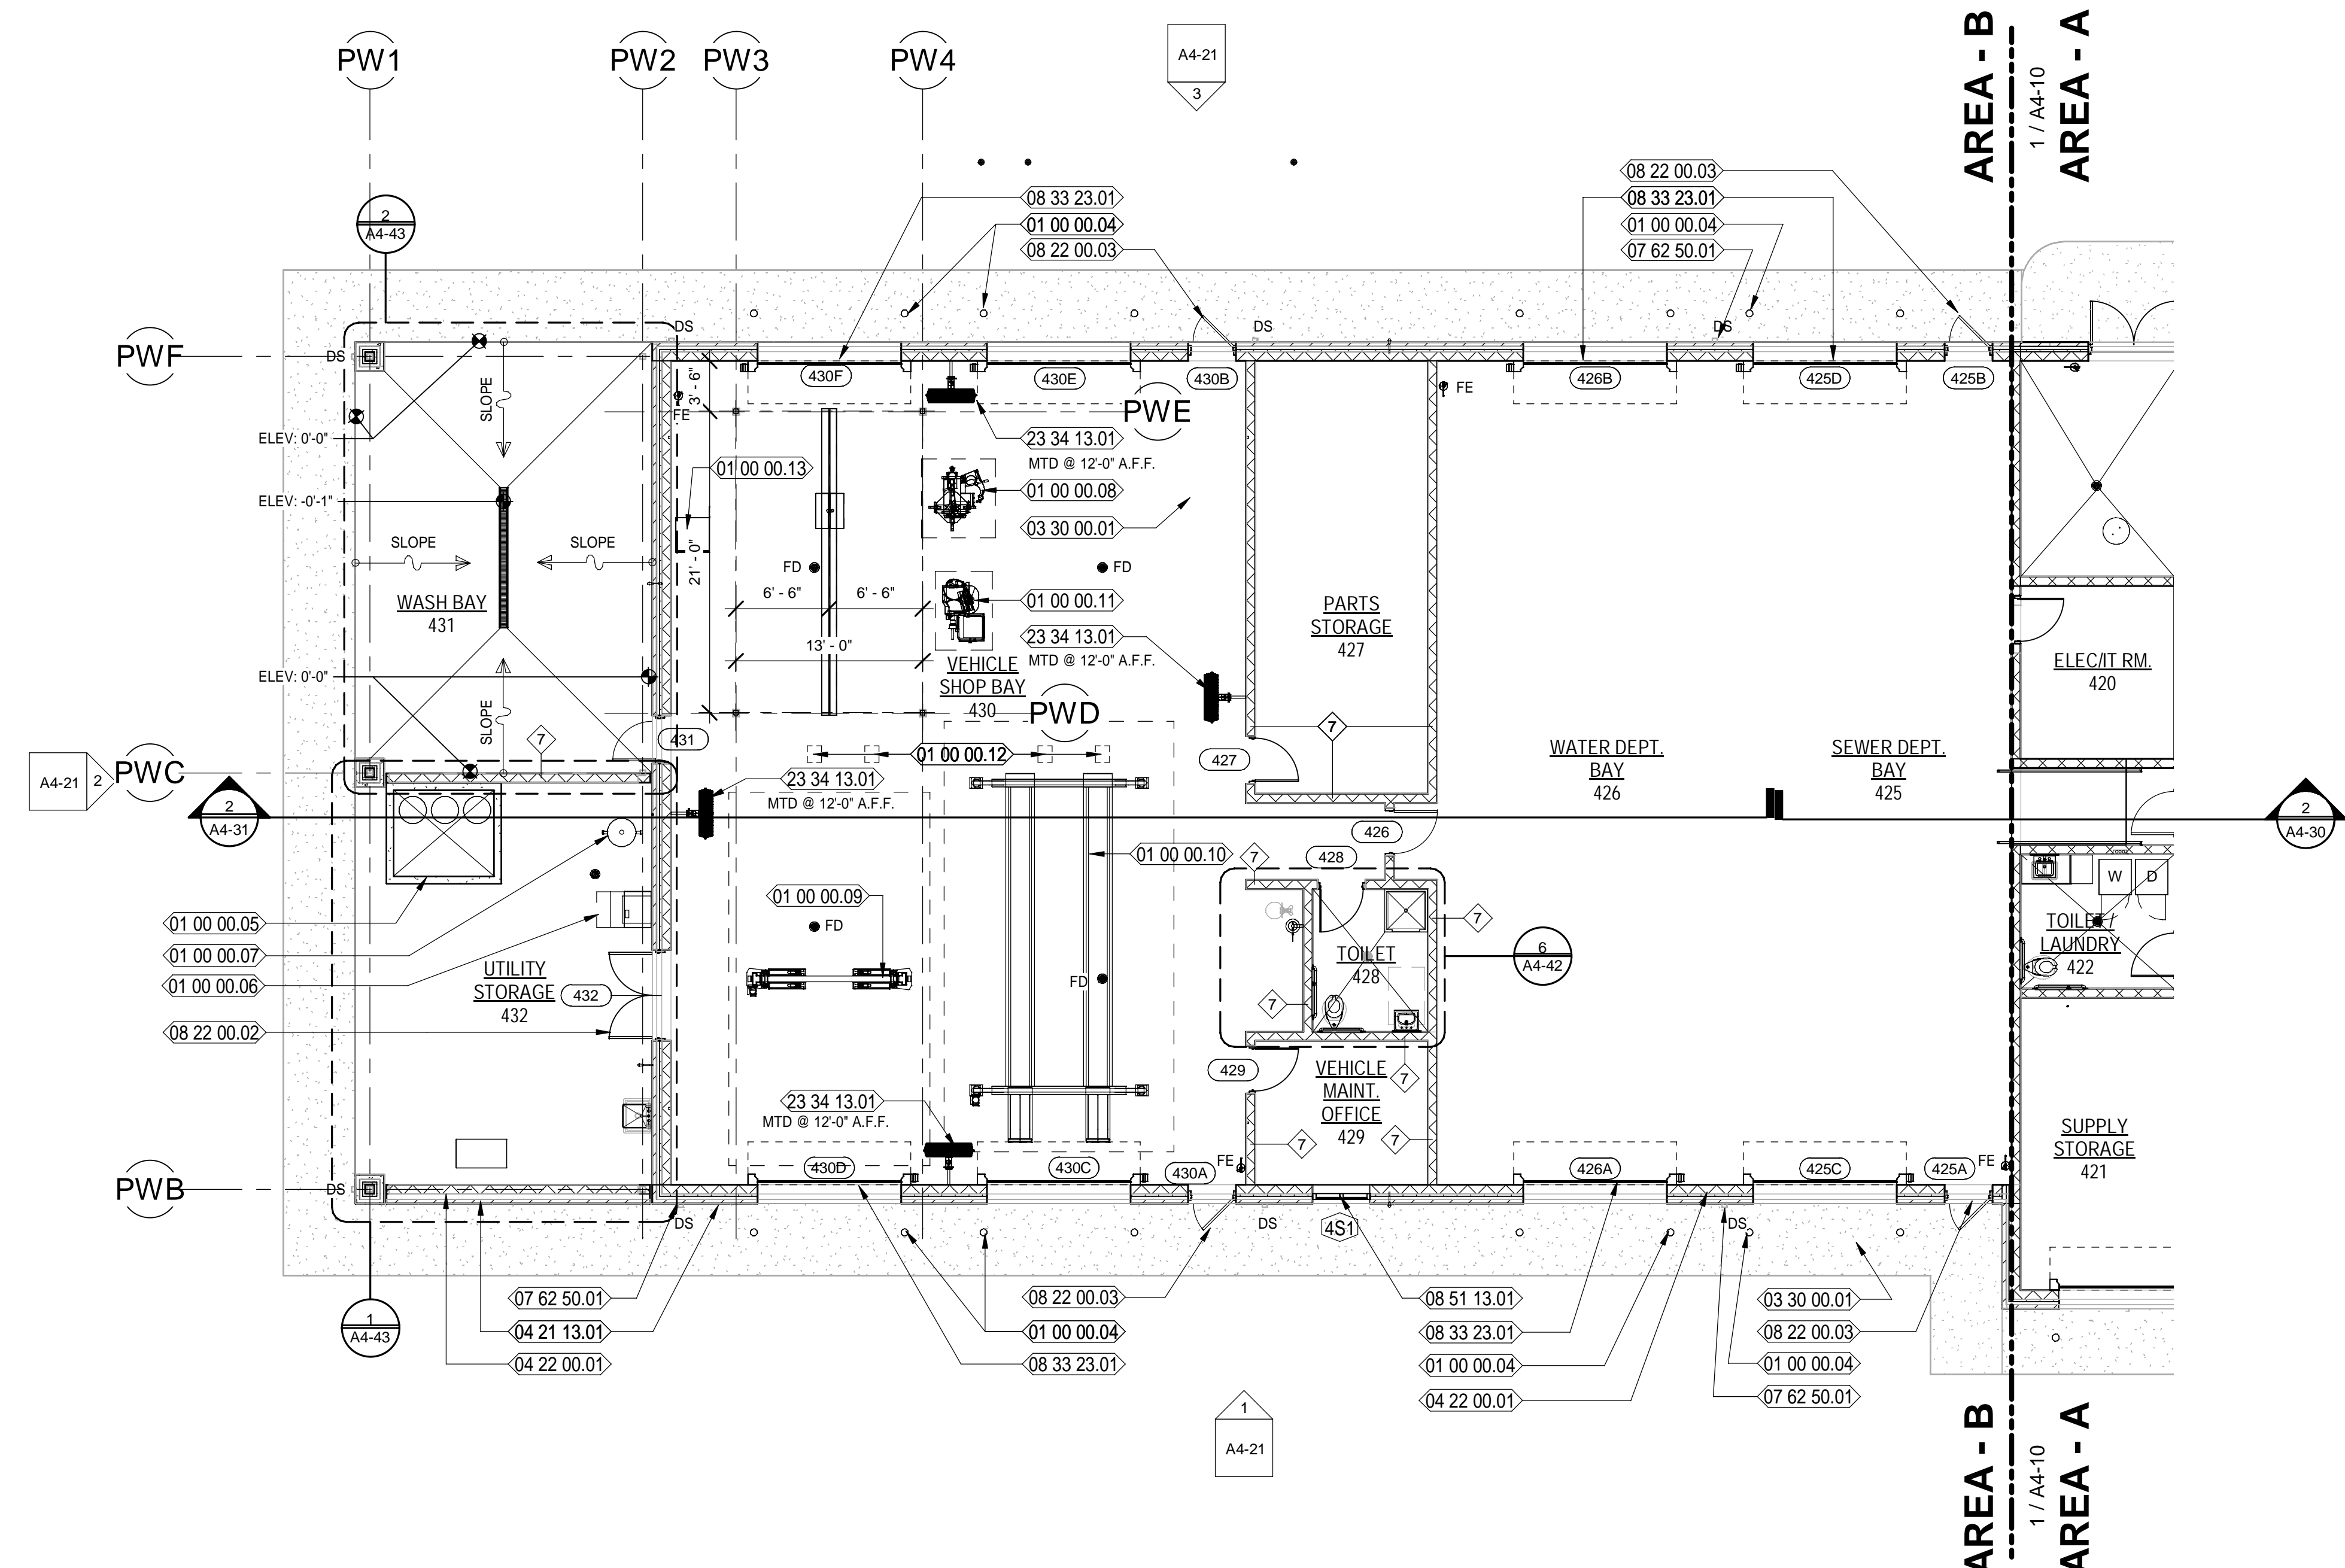 PW1
PW2
PW3
PW4
A4-21
3
AREA - B
1 / A4-10
AREA - A
2
A4-43
08 33 23.01
01 00 00.04
08 22 00.03
08 22 00.03
08 33 23.01
01 00 00.04
07 62 50.01
PWF
DS
DS
DS
DS
430F
430E
430B
426B
425D
425B
FE
3' - 6"
FE
PWE
SLOPE
ELEV: 0'-0"
01 00 00.13
23 34 13.01
MTD @ 12'-0" A.F.F.
01 00 00.08
ELEV: -0'-1"
03 30 00.01
SLOPE
SLOPE
21' - 0"
FD
FD
6' - 6"
6' - 6"
01 00 00.11
WASH BAY
431
PARTS
STORAGE
427
13' - 0"
23 34 13.01
MTD @ 12'-0" A.F.F.
VEHICLE
SHOP BAY
430
ELEC/IT RM.
420
ELEV: 0'-0"
SLOPE
7
431
PWD
7
01 00 00.12
427
WATER DEPT.
BAY
426
SEWER DEPT.
BAY
425
A4-21
2
PWC
23 34 13.01
MTD @ 12'-0" A.F.F.
2
A4-31
426
2
A4-30
01 00 00.10
7
428
W
D
01 00 00.09
01 00 00.05
FD
7
TOILET /
LAUNDRY
422
01 00 00.07
TOILET
428
6
A4-42
01 00 00.06
UTILITY
STORAGE
432
432
FD
7
08 22 00.02
429
VEHICLE
MAINT.
OFFICE
429
7
23 34 13.01
MTD @ 12'-0" A.F.F.
7
7
SUPPLY
STORAGE
421
PWB
DS
430D
430C
430A
FE
426A
425C
425A
FE
DS
DS
4S1
DS
07 62 50.01
08 22 00.03
08 51 13.01
03 30 00.01
1
A4-43
04 21 13.01
01 00 00.04
08 33 23.01
08 22 00.03
04 22 00.01
08 33 23.01
01 00 00.04
01 00 00.04
04 22 00.01
07 62 50.01
1
A4-21
AREA - B
1 / A4-10
AREA - A